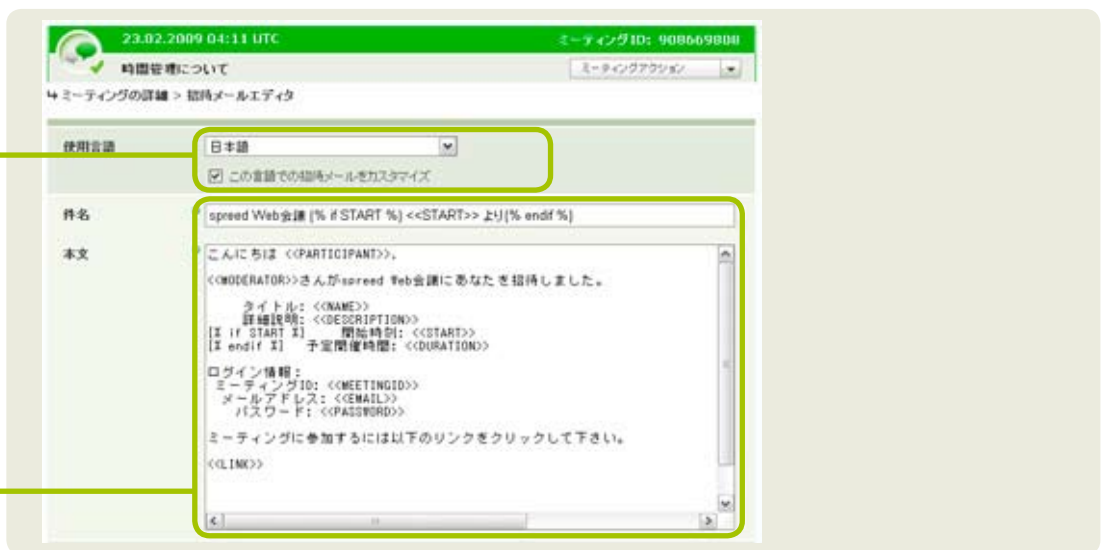 23.02.2009 04:11 UTC ミーティングID: 908669808
時間管理について ミーティングアクション
↳ ミーティングの詳細 > 招待メールエディタ
使用言語 日本語
この言語での招待メールをカスタマイズ
件名 spreed Web会議 [% if START %] <<START>> より[% endif %]
本文 こんにちは <<PARTICIPANT>>,
<<MODERATOR>>さんがspreed Web会議にあなたを招待しました。
タイトル: <<NAME>>
詳細説明: <<DESCRIPTION>>
[% if START %] 開始時刻: <<START>>
[% endif %] 予定開催時間: <<DURATION>>
ログイン情報:
ミーティングID: <<MEETINGID>>
メールアドレス: <<EMAIL>>
パスワード: <<PASSWORD>>
ミーティングに参加するには以下のリンクをクリックして下さい。
<<LINK>>